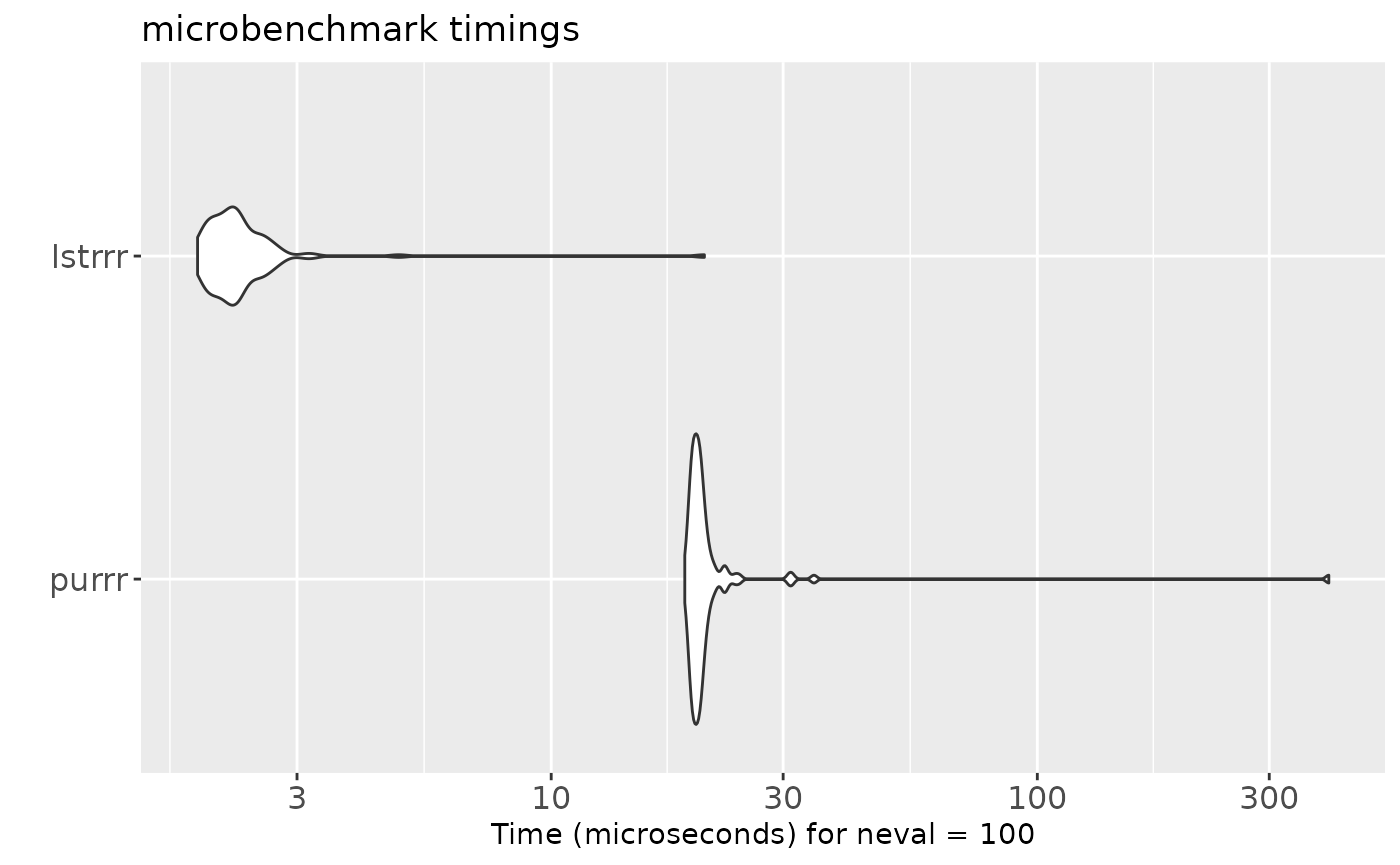 microbenchmark timings
lstrrr
purrr
3 10 30 100 300
Time (microseconds) for neval = 100